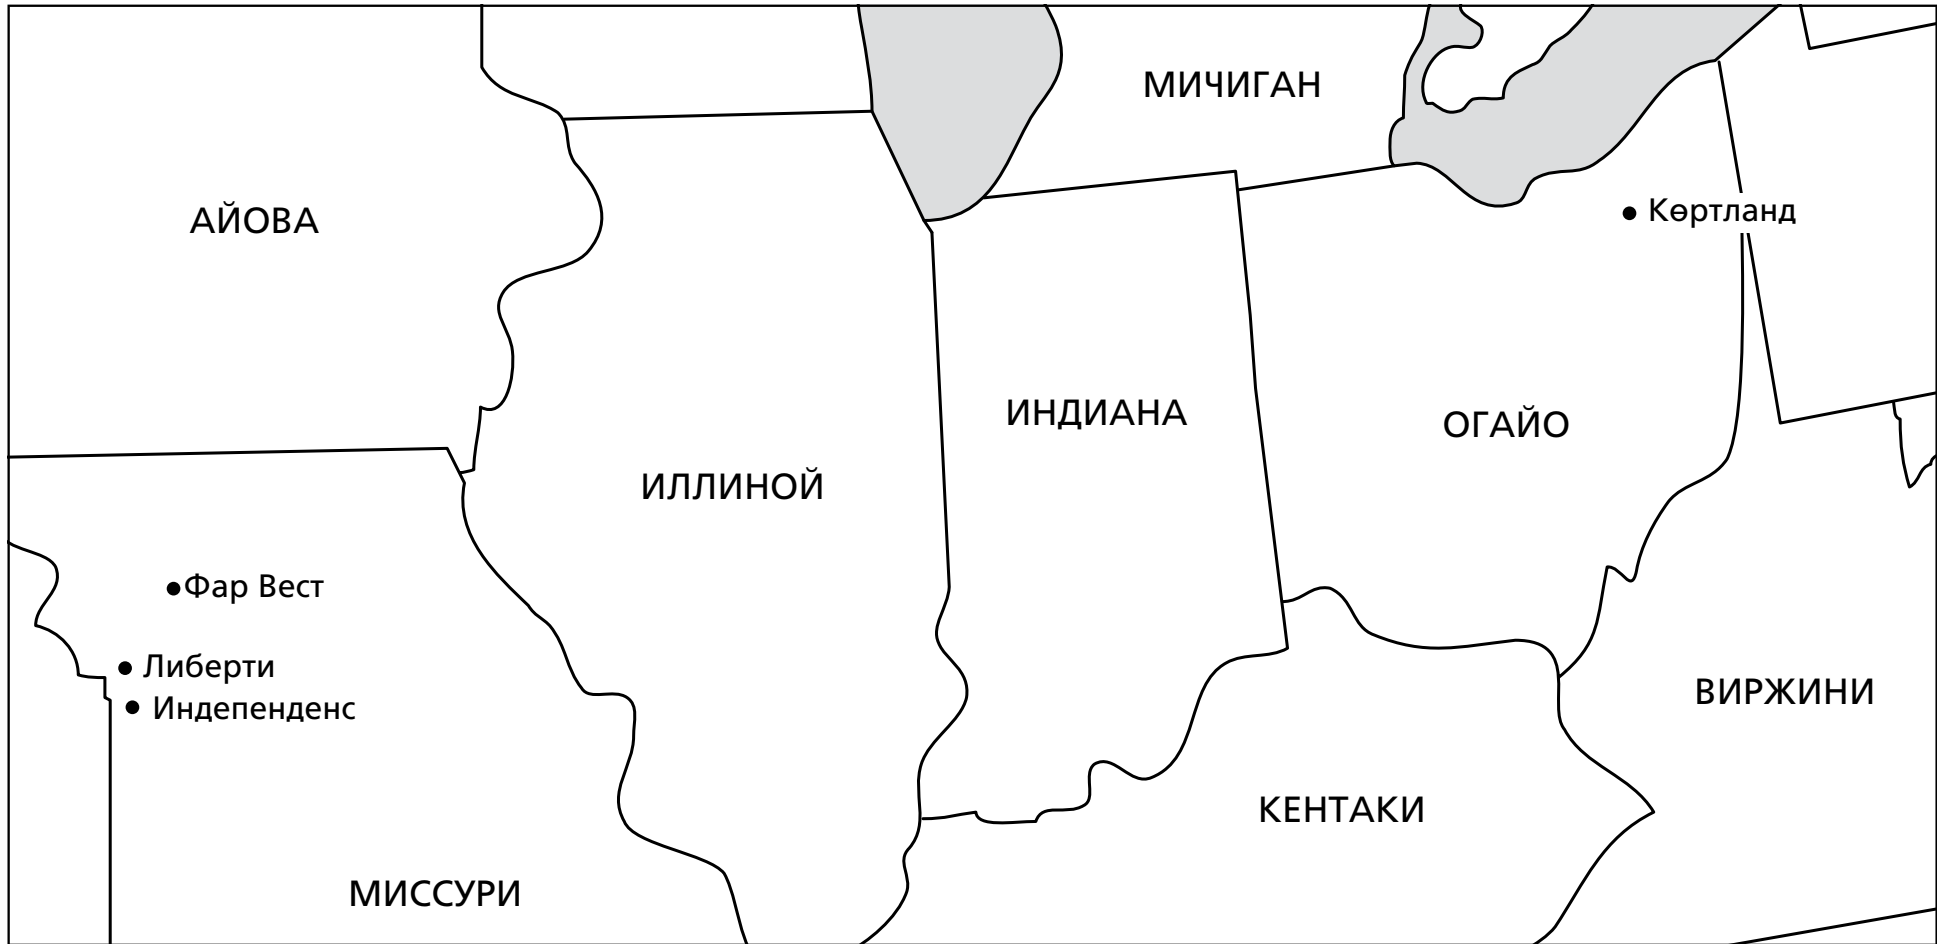 МИЧИГАН
АЙОВА
Көртланд
ИНДИАНА
ОГАЙО
ИЛЛИНОЙ
Фар Вест
Либерти
Индепенденс
ВИРЖИНИ
КЕНТАКИ
МИССУРИ